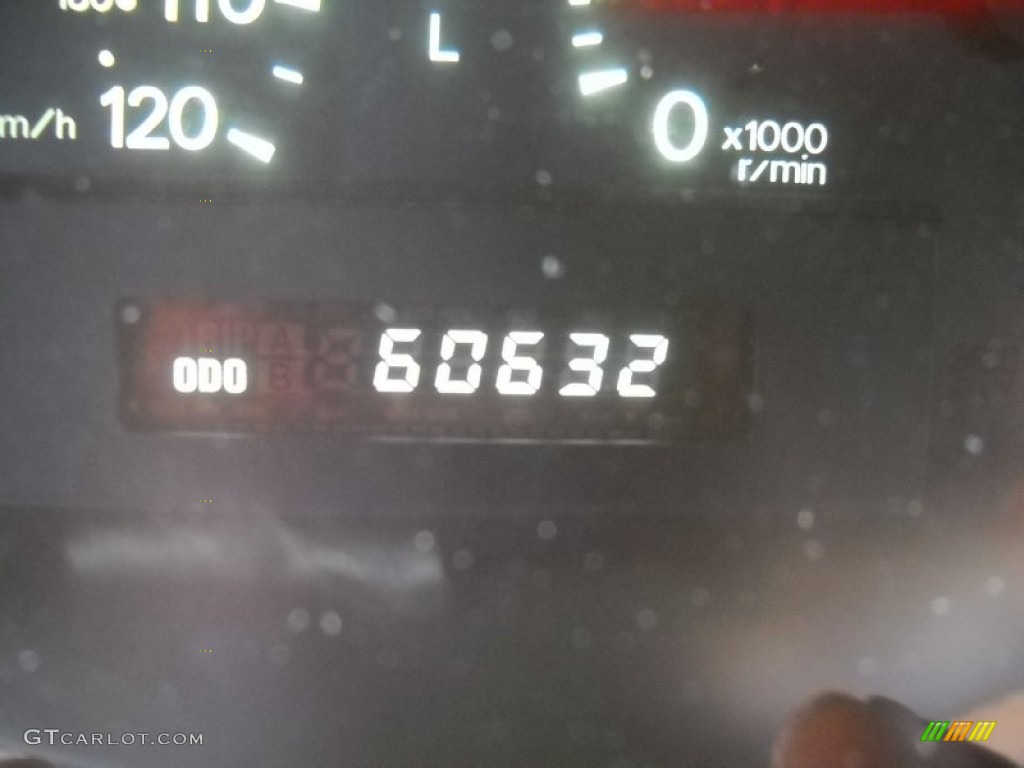 110
L
120
m/h
0
x1000
r/min
ODO 60632
GTCARLOT.COM